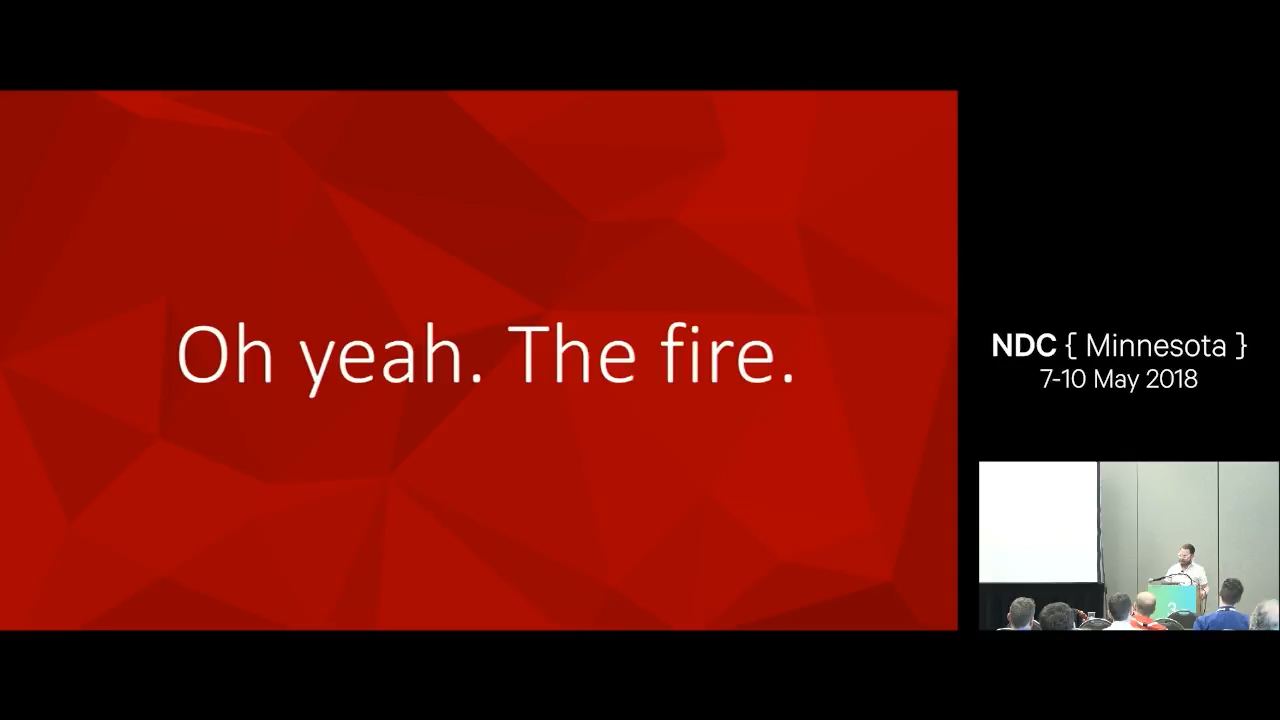 Oh yeah. The fire.
NDC { Minnesota }
7-10 May 2018